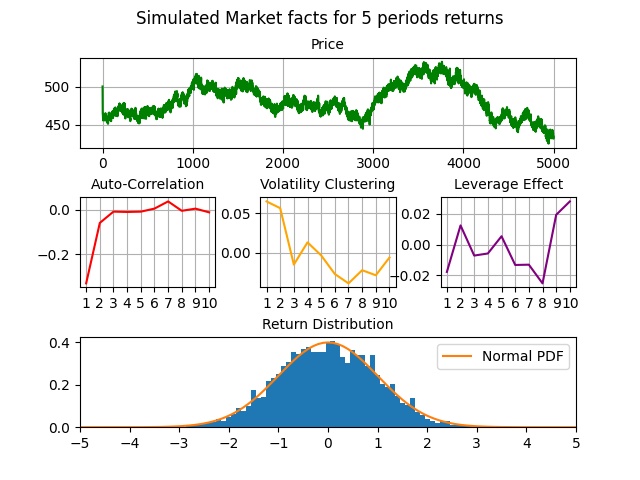 Simulated Market facts for 5 periods returns
Price
500
450
0 1000 2000 3000 4000 5000
Auto-Correlation
0.0
−0.2
1 2 3 4 5 6 7 8 9 10
Volatility Clustering
0.05
0.00
1 2 3 4 5 6 7 8 9 10
Leverage Effect
0.02
0.00
−0.02
1 2 3 4 5 6 7 8 9 10
Return Distribution
0.4
0.2
0.0
Normal PDF
−5 −4 −3 −2 −1 0 1 2 3 4 5